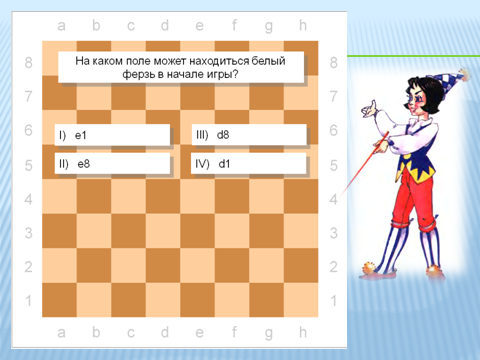 a b c d e f g h
На каком поле может находиться белый
ферзь в начале игры?
8 8
7 7
6 I) e1 III) d8 6
5 II) e8 IV) d1 5
4 4
3 3
2 2
1 1
a b c d e f g h